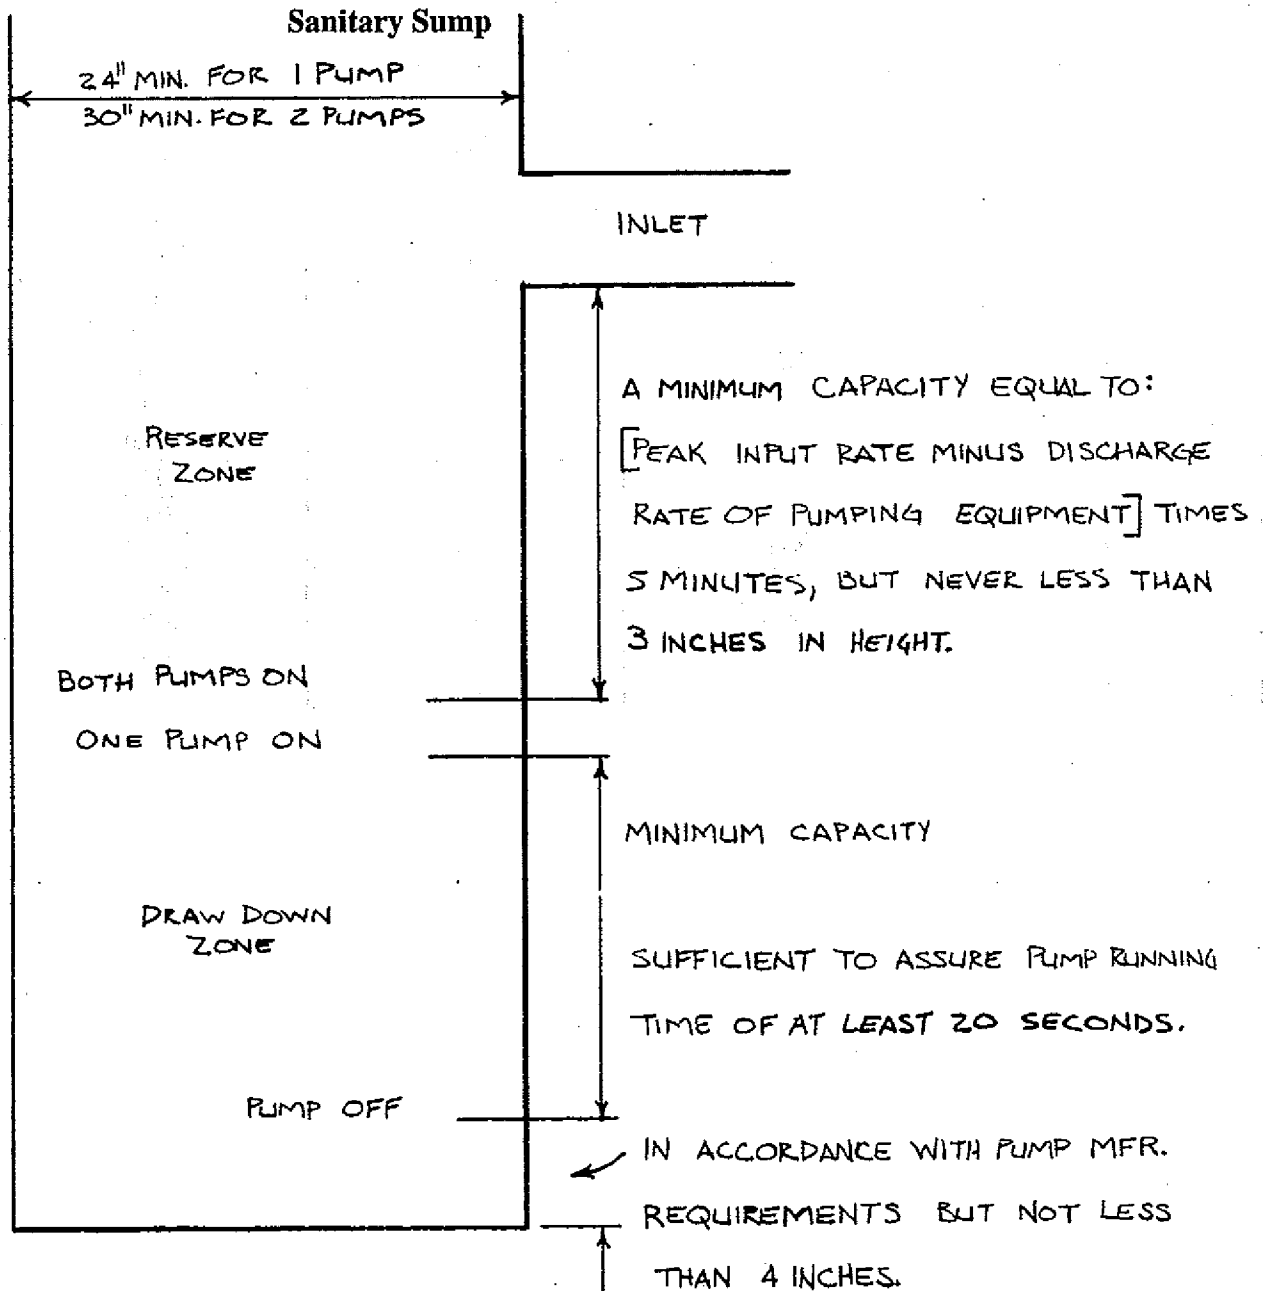 Sanitary Sump
24" MIN. FOR 1 PUMP
30" MIN. FOR 2 PUMPS
INLET
A MINIMUM CAPACITY EQUAL TO:
[PEAK INPUT RATE MINUS DISCHARGE
RATE OF PUMPING EQUIPMENT] TIMES
5 MINUTES, BUT NEVER LESS THAN
3 INCHES IN HEIGHT.
RESERVE
ZONE
BOTH PUMPS ON
ONE PUMP ON
MINIMUM CAPACITY
SUFFICIENT TO ASSURE PUMP RUNNING
TIME OF AT LEAST 20 SECONDS.
DRAW DOWN
ZONE
PUMP OFF
IN ACCORDANCE WITH PUMP MFR.
REQUIREMENTS BUT NOT LESS
THAN 4 INCHES.